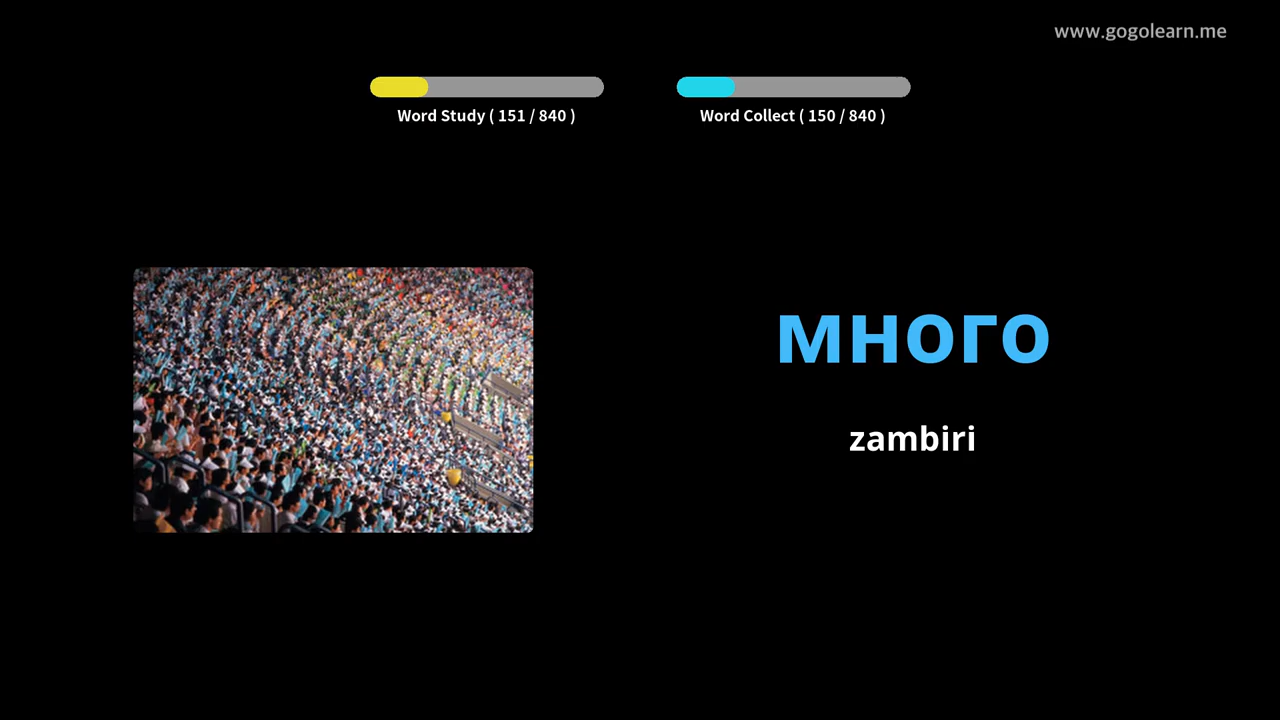 www.gogolearn.me
Word Study ( 151 / 840 )
Word Collect ( 150 / 840 )
много
zambiri